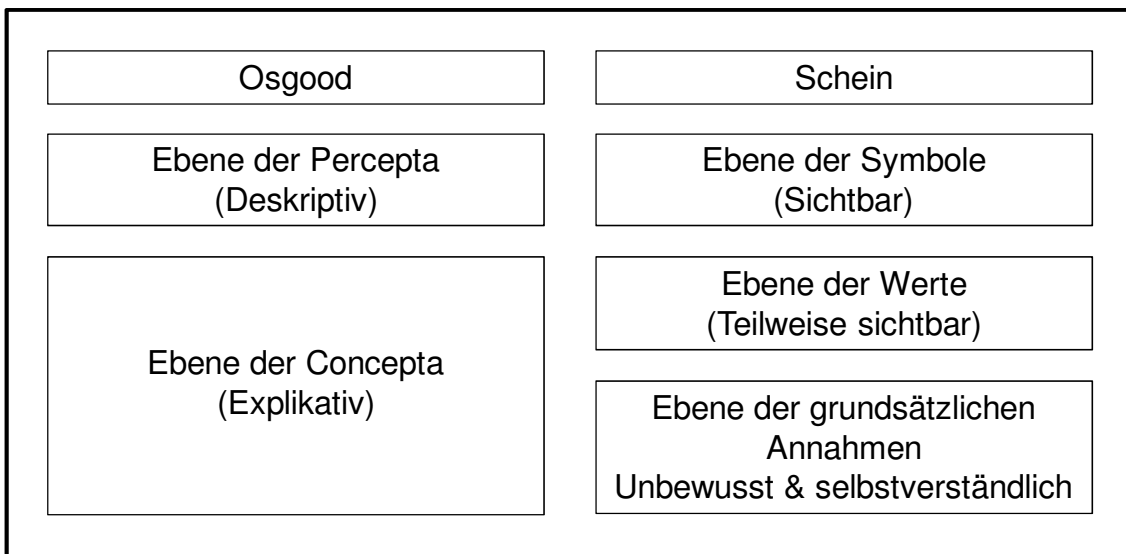 Osgood
Schein
Ebene der Percepta
(Deskriptiv)
Ebene der Symbole
(Sichtbar)
Ebene der Concepta
(Explikativ)
Ebene der Werte
(Teilweise sichtbar)
Ebene der grundsätzlichen
Annahmen
Unbewusst & selbstverständlich